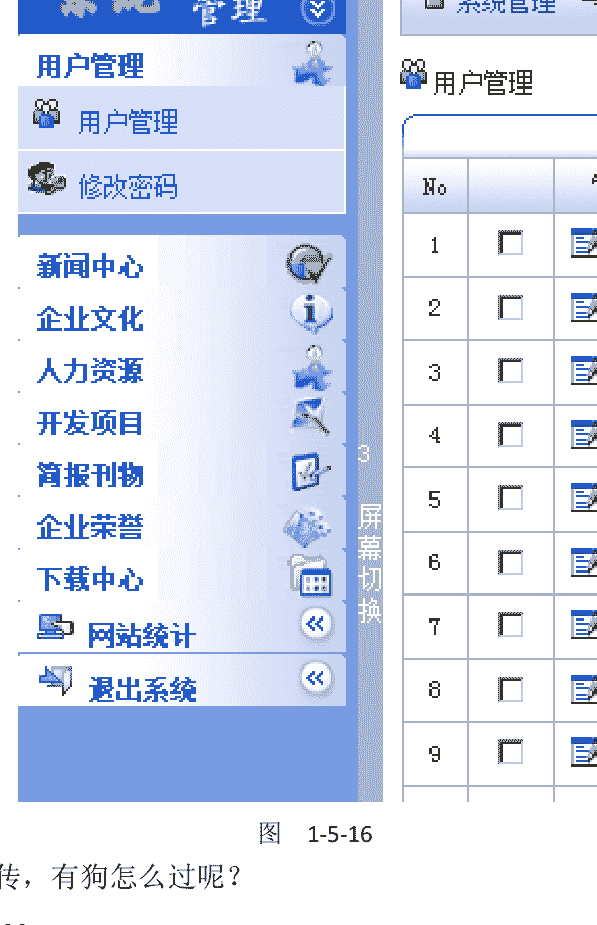 管理
系统管理
用户管理
用户管理
修改密码
新闻中心
企业文化
人力资源
开发项目
简报刊物
企业荣誉
下载中心
网站统计
退出系统
3
屏幕切换
用户管理
No
1
2
3
4
5
6
7
8
9
图 1-5-16
传，有狗怎么过呢？